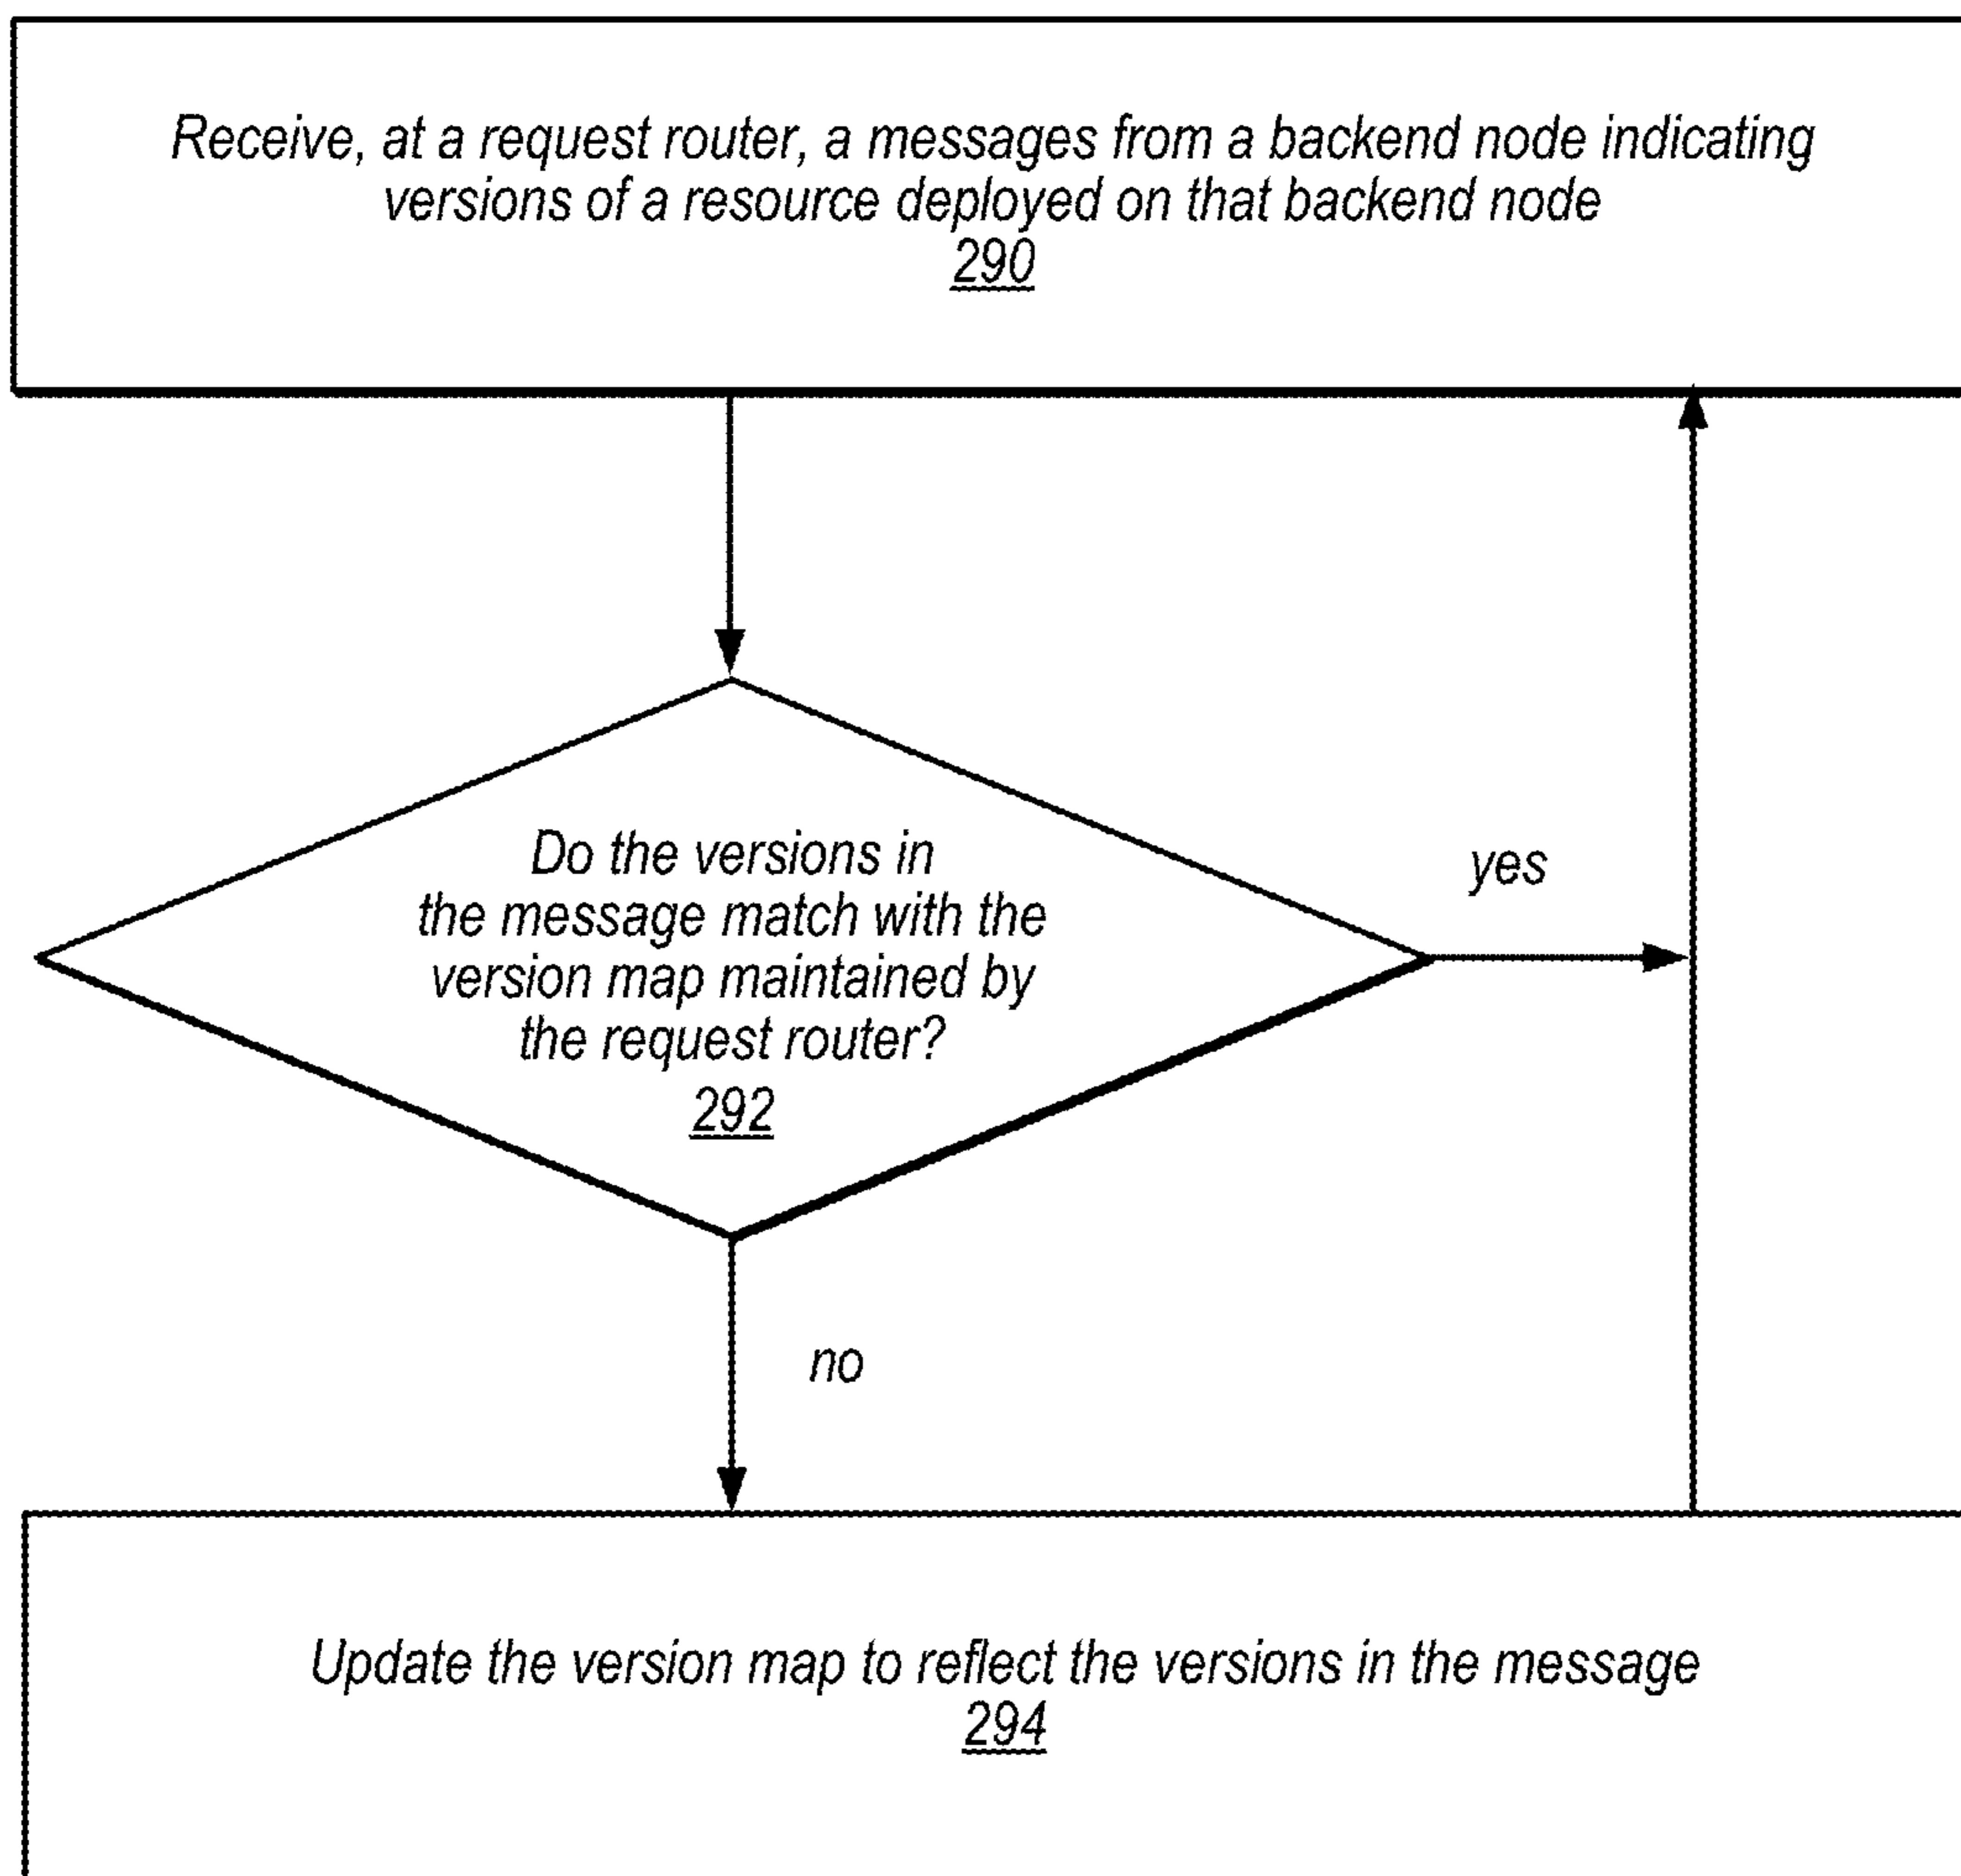 Receive, at a request router, a messages from a backend node indicating
versions of a resource deployed on that backend node
290
Do the versions in
the message match with the
version map maintained by
the request router?
292
yes
no
Update the version map to reflect the versions in the message
294